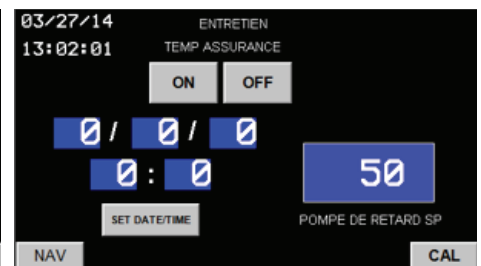 03/27/14 ENTRETIEN
13:02:01 TEMP ASSURANCE
ON OFF
0 / 0 / 0
0 : 0 50
SET DATE/TIME POMPE DE RETARD SP
NAV CAL